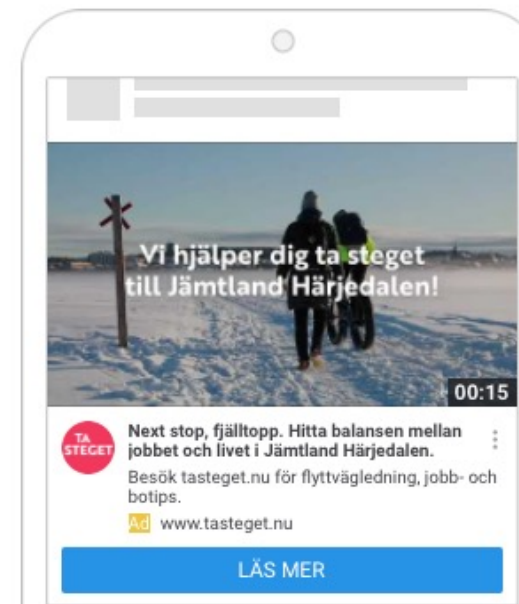 Vi hjälper dig ta steget
till Jämtland Härjedalen!
00:15
TA
STEGET
Next stop, fjälltopp. Hitta balansen mellan
jobbet och livet i Jämtland Härjedalen.
Besök tasteget.nu för flyttvägledning, jobb- och
botips.
Ad www.tasteget.nu
LÄS MER